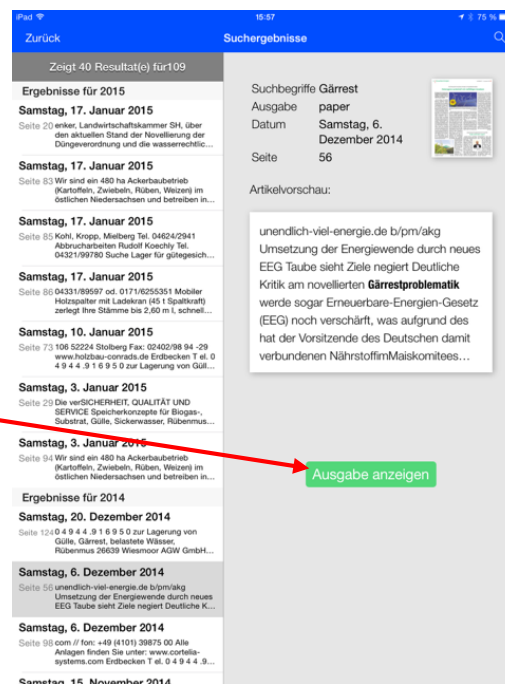 iPad 15:57 75 %
Zurück Suchergebnisse
Zeigt 40 Resultat(e) für109
Ergebnisse für 2015
Samstag, 17. Januar 2015
Seite 20 enker, Landwirtschaftskammer SH, über
den aktuellen Stand der Novellierung der
Düngeverordnung und die wasserrechtlic...
Samstag, 17. Januar 2015
Seite 83 Wir sind ein 480 ha Ackerbaubetrieb
(Kartoffeln, Zwiebeln, Rüben, Weizen) im
östlichen Niedersachsen und betreiben in...
Samstag, 17. Januar 2015
Seite 85 Kohl, Kropp, Mielberg Tel. 04624/2941
Abbrucharbeiten Rudolf Koechly Tel.
04321/99780 Suche Lager für gütegesich...
Samstag, 17. Januar 2015
Seite 86 04331/89597 od. 0171/6255351 Mobiler
Holzspalter mit Ladekran (45 t Spaltkraft)
zerlegt Ihre Stämme bis 2,60 m l, schnell...
Samstag, 10. Januar 2015
Seite 73 106 52224 Stolberg Fax: 02402/98 94 -29
www.holzbau-conrads.de Erdbecken T el. 0
4 9 4 4 .9 1 6 9 5 0 zur Lagerung von Güll...
Samstag, 3. Januar 2015
Seite 29 Die verSICHERHEIT, QUALITÄT UND
SERVICE Speicherkonzepte für Biogas-,
Substrat, Gülle, Sickerwasser, Rübenmus...
Samstag, 3. Januar 2015
Seite 94 Wir sind ein 480 ha Ackerbaubetrieb
(Kartoffeln, Zwiebeln, Rüben, Weizen) im
östlichen Niedersachsen und betreiben in...
Ergebnisse für 2014
Samstag, 20. Dezember 2014
Seite 124 0 4 9 4 4 .9 1 6 9 5 0 zur Lagerung von
Gülle, Gärrest, belastete Wässer,
Rübenmus 26639 Wiesmoor AGW GmbH...
Samstag, 6. Dezember 2014
Seite 56 unendlich-viel-energie.de b/pm/akg
Umsetzung der Energiewende durch neues
EEG Taube sieht Ziele negiert Deutliche K...
Samstag, 6. Dezember 2014
Seite 98 com // fon: +49 (4101) 39875 00 Alle
Anlagen finden Sie unter: www.cortelia-
systems.com Erdbecken T el. 0 4 9 4 4 .9...
Samstag, 15. November 2014
Suchbegriffe Gärrest
Ausgabe paper
Datum Samstag, 6.
Dezember 2014
Seite 56
Artikelvorschau:
unendlich-viel-energie.de b/pm/akg
Umsetzung der Energiewende durch neues
EEG Taube sieht Ziele negiert Deutliche
Kritik am novellierten Gärrestproblematik
werde sogar Erneuerbare-Energien-Gesetz
(EEG) noch verschärft, was aufgrund des
hat der Vorsitzende des Deutschen damit
verbundenen NährstoffimMaiskomitees...
Ausgabe anzeigen